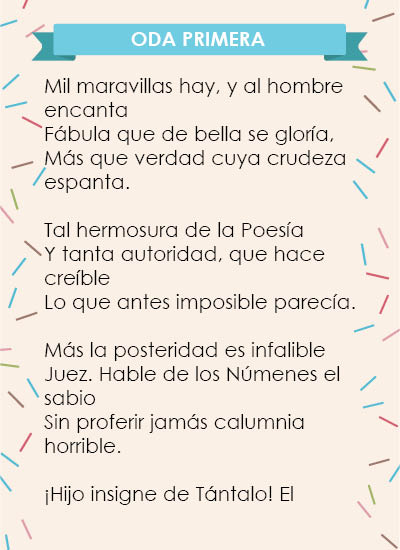 ODA PRIMERA
Mil maravillas hay, y al hombre
encanta
Fábula que de bella se gloría,
Más que verdad cuya crudeza
espanta.
Tal hermosura de la Poesía
Y tanta autoridad, que hace
creíble
Lo que antes imposible parecía.
Más la posteridad es infalible
Juez. Hable de los Númenes el
sabio
Sin proferir jamás calumnia
horrible.
¡Hijo insigne de Tántalo! El